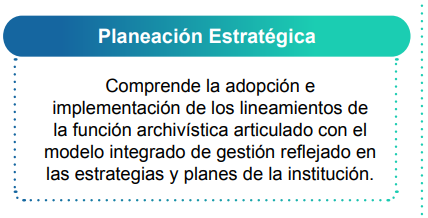 Planeación Estratégica
Comprende la adopción e
implementación de los lineamientos de
la función archivística articulado con el
modelo integrado de gestión reflejado en
las estrategias y planes de la institución.